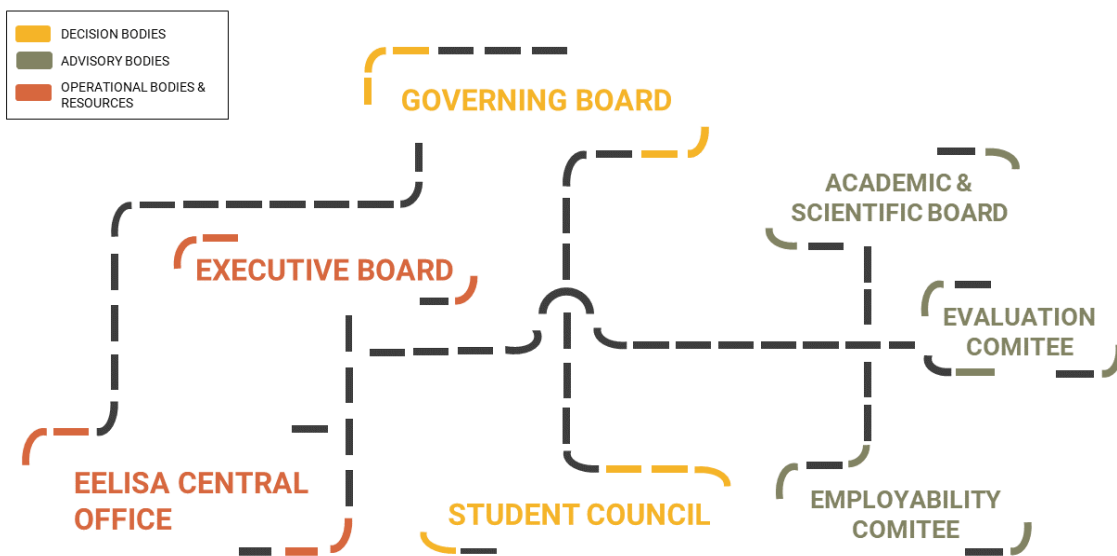 DECISION BODIES
ADVISORY BODIES
OPERATIONAL BODIES &
RESOURCES
GOVERNING BOARD
ACADEMIC &
SCIENTIFIC BOARD
EXECUTIVE BOARD
EVALUATION
COMITEE
EELISA CENTRAL
OFFICE
STUDENT COUNCIL
EMPLOYABILITY
COMITEE